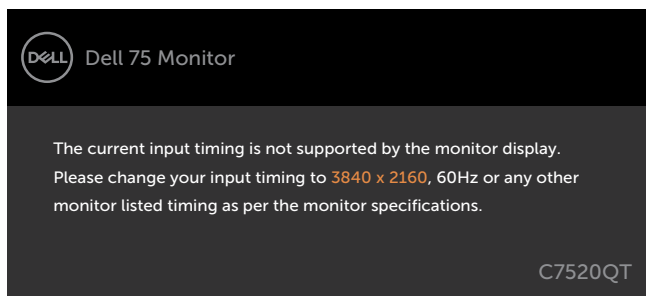 DELL Dell 75 Monitor
The current input timing is not supported by the monitor display.
Please change your input timing to 3840 x 2160, 60Hz or any other
monitor listed timing as per the monitor specifications.
C7520QT